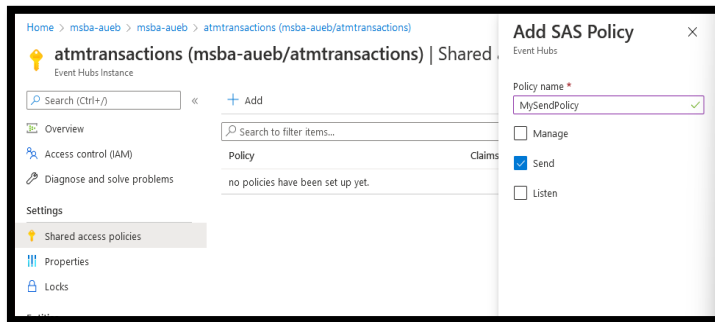 Home > msba-aueb > msba-aueb > atmtransactions (msba-aueb/atmtransactions)
atmtransactions (msba-aueb/atmtransactions) | Shared
Event Hubs Instance
Search (Ctrl+/)
«
Overview
Access control (IAM)
Diagnose and solve problems
Settings
Shared access policies
Properties
Locks
+ Add
Search to filter items...
Policy Claims
no policies have been set up yet.
Add SAS Policy
Event Hubs
Policy name *
MySendPolicy
Manage
Send
Listen